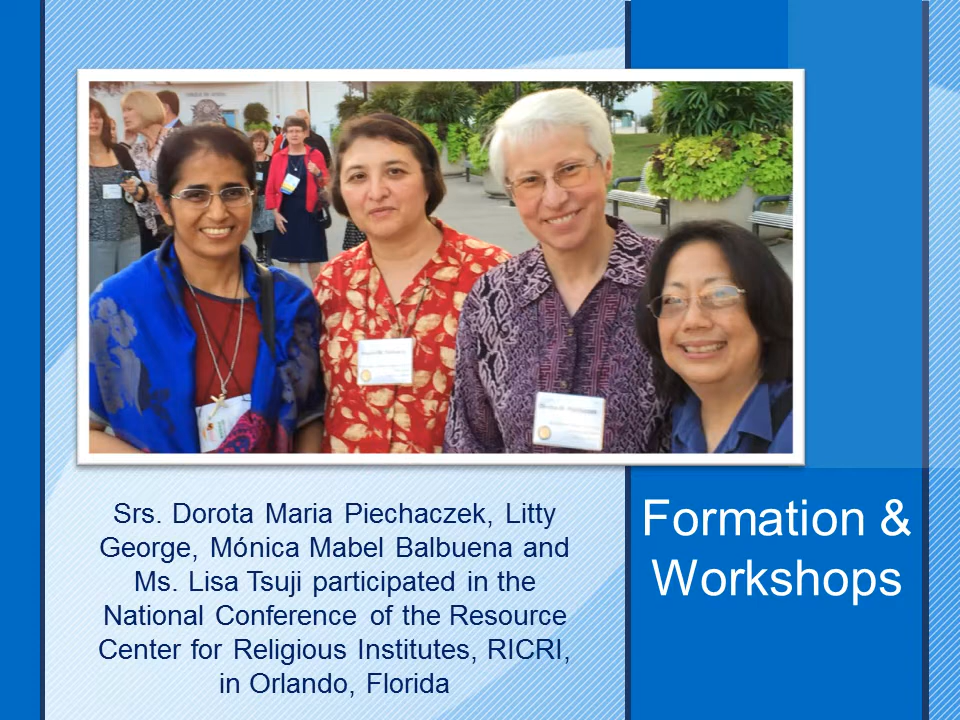 Srs. Dorota Maria Piechaczek, Litty
George, Mónica Mabel Balbuena and
Ms. Lisa Tsuji participated in the
National Conference of the Resource
Center for Religious Institutes, RICRI,
in Orlando, Florida
Formation &
Workshops